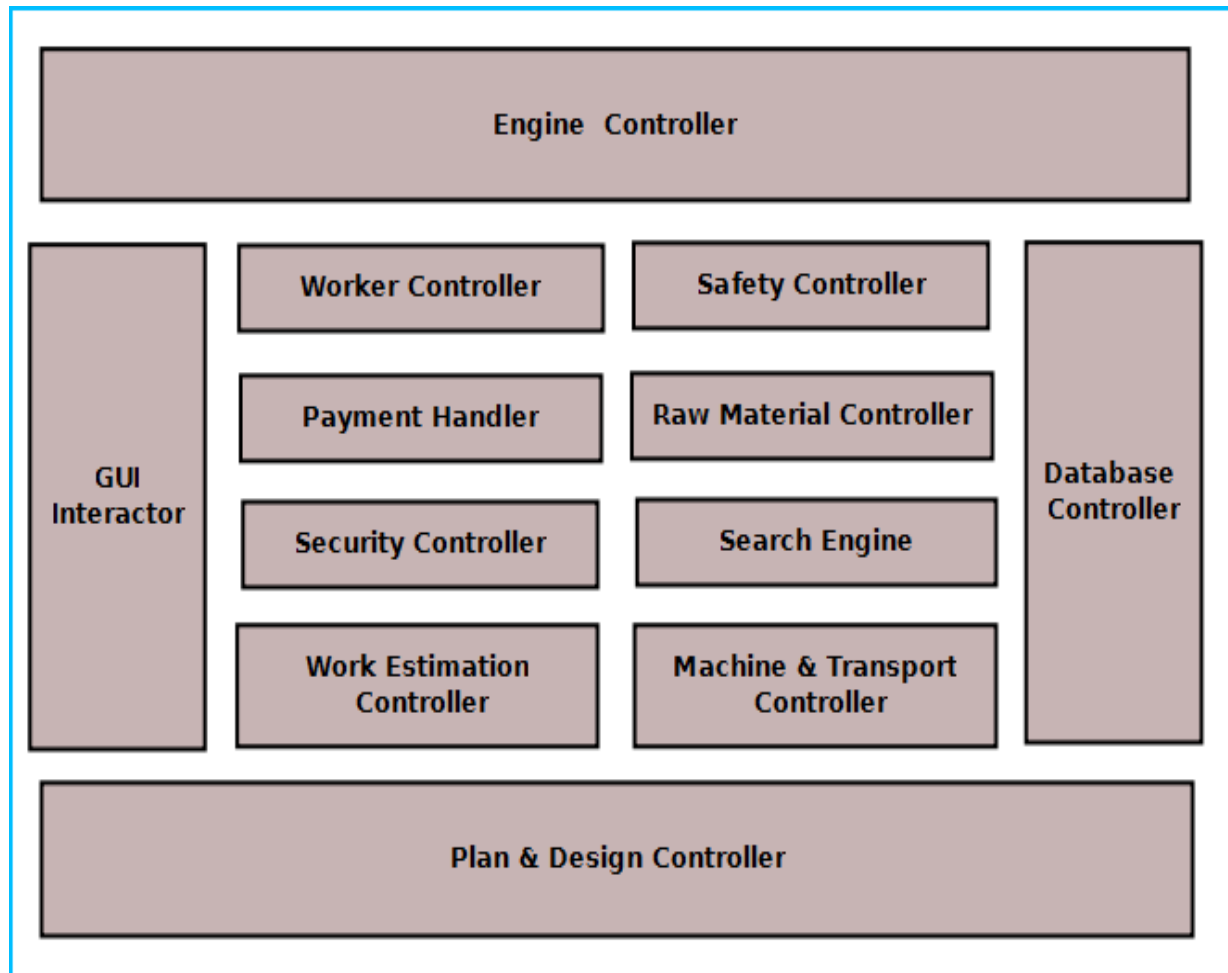 Engine Controller
Worker Controller
Safety Controller
Payment Handler
Raw Material Controller
GUI
Interactor
Database
Controller
Security Controller
Search Engine
Work Estimation
Controller
Machine & Transport
Controller
Plan & Design Controller